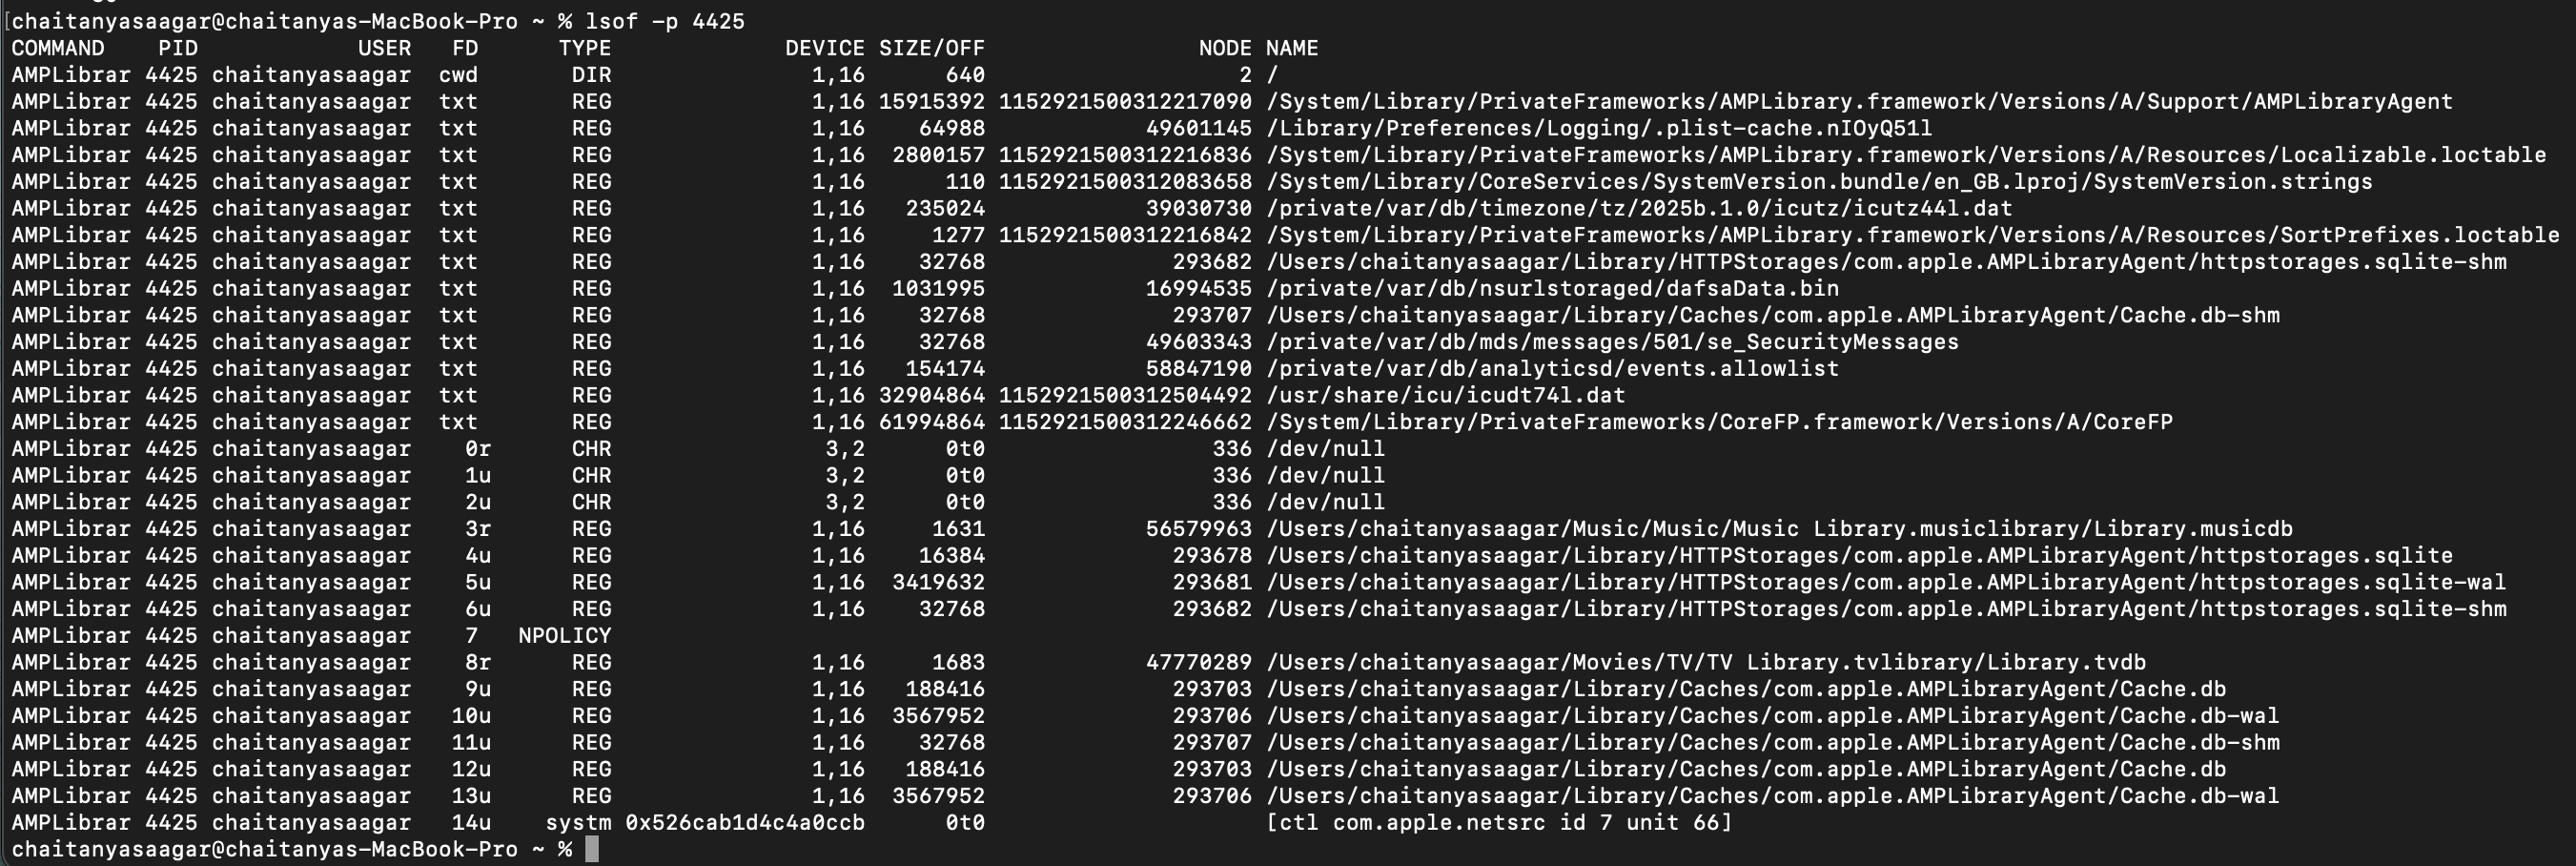 [chaitanyasaagar@chaitanyas-MacBook-Pro ~ % lsof -p 4425
COMMAND    PID            USER   FD      TYPE             DEVICE SIZE/OFF                NODE NAME
AMPLibrar 4425 chaitanyasaagar  cwd       DIR               1,16      640                   2 /
AMPLibrar 4425 chaitanyasaagar  txt       REG               1,16 15915392 1152921500312217090 /System/Library/PrivateFrameworks/AMPLibrary.framework/Versions/A/Support/AMPLibraryAgent
AMPLibrar 4425 chaitanyasaagar  txt       REG               1,16    64988            49601145 /Library/Preferences/Logging/.plist-cache.nIOyQ51l
AMPLibrar 4425 chaitanyasaagar  txt       REG               1,16  2800157 1152921500312216836 /System/Library/PrivateFrameworks/AMPLibrary.framework/Versions/A/Resources/Localizable.loctable
AMPLibrar 4425 chaitanyasaagar  txt       REG               1,16      110 1152921500312083658 /System/Library/CoreServices/SystemVersion.bundle/en_GB.lproj/SystemVersion.strings
AMPLibrar 4425 chaitanyasaagar  txt       REG               1,16   235024            39030730 /private/var/db/timezone/tz/2025b.1.0/icutz/icutz44l.dat
AMPLibrar 4425 chaitanyasaagar  txt       REG               1,16     1277 1152921500312216842 /System/Library/PrivateFrameworks/AMPLibrary.framework/Versions/A/Resources/SortPrefixes.loctable
AMPLibrar 4425 chaitanyasaagar  txt       REG               1,16    32768              293682 /Users/chaitanyasaagar/Library/HTTPStorages/com.apple.AMPLibraryAgent/httpstorages.sqlite-shm
AMPLibrar 4425 chaitanyasaagar  txt       REG               1,16  1031995            16994535 /private/var/db/nsurlstoraged/dafsaData.bin
AMPLibrar 4425 chaitanyasaagar  txt       REG               1,16    32768              293707 /Users/chaitanyasaagar/Library/Caches/com.apple.AMPLibraryAgent/Cache.db-shm
AMPLibrar 4425 chaitanyasaagar  txt       REG               1,16    32768            49603343 /private/var/db/mds/messages/501/se_SecurityMessages
AMPLibrar 4425 chaitanyasaagar  txt       REG               1,16   154174            58847190 /private/var/db/analyticsd/events.allowlist
AMPLibrar 4425 chaitanyasaagar  txt       REG               1,16 32904864 1152921500312504492 /usr/share/icu/icudt74l.dat
AMPLibrar 4425 chaitanyasaagar  txt       REG               1,16 61994864 1152921500312246662 /System/Library/PrivateFrameworks/CoreFP.framework/Versions/A/CoreFP
AMPLibrar 4425 chaitanyasaagar    0r      CHR                3,2      0t0                 336 /dev/null
AMPLibrar 4425 chaitanyasaagar    1u      CHR                3,2      0t0                 336 /dev/null
AMPLibrar 4425 chaitanyasaagar    2u      CHR                3,2      0t0                 336 /dev/null
AMPLibrar 4425 chaitanyasaagar    3r      REG               1,16     1631            56579963 /Users/chaitanyasaagar/Music/Music/Music Library.musiclibrary/Library.musicdb
AMPLibrar 4425 chaitanyasaagar    4u      REG               1,16    16384              293678 /Users/chaitanyasaagar/Library/HTTPStorages/com.apple.AMPLibraryAgent/httpstorages.sqlite
AMPLibrar 4425 chaitanyasaagar    5u      REG               1,16  3419632              293681 /Users/chaitanyasaagar/Library/HTTPStorages/com.apple.AMPLibraryAgent/httpstorages.sqlite-wal
AMPLibrar 4425 chaitanyasaagar    6u      REG               1,16    32768              293682 /Users/chaitanyasaagar/Library/HTTPStorages/com.apple.AMPLibraryAgent/httpstorages.sqlite-shm
AMPLibrar 4425 chaitanyasaagar    7   NPOLICY
AMPLibrar 4425 chaitanyasaagar    8r      REG               1,16     1683            47770289 /Users/chaitanyasaagar/Movies/TV/TV Library.tvlibrary/Library.tvdb
AMPLibrar 4425 chaitanyasaagar    9u      REG               1,16   188416              293703 /Users/chaitanyasaagar/Library/Caches/com.apple.AMPLibraryAgent/Cache.db
AMPLibrar 4425 chaitanyasaagar   10u      REG               1,16  3567952              293706 /Users/chaitanyasaagar/Library/Caches/com.apple.AMPLibraryAgent/Cache.db-wal
AMPLibrar 4425 chaitanyasaagar   11u      REG               1,16    32768              293707 /Users/chaitanyasaagar/Library/Caches/com.apple.AMPLibraryAgent/Cache.db-shm
AMPLibrar 4425 chaitanyasaagar   12u      REG               1,16   188416              293703 /Users/chaitanyasaagar/Library/Caches/com.apple.AMPLibraryAgent/Cache.db
AMPLibrar 4425 chaitanyasaagar   13u      REG               1,16  3567952              293706 /Users/chaitanyasaagar/Library/Caches/com.apple.AMPLibraryAgent/Cache.db-wal
AMPLibrar 4425 chaitanyasaagar   14u    systm 0x526cab1d4c4a0ccb      0t0                     [ctl com.apple.netsrc id 7 unit 66]
chaitanyasaagar@chaitanyas-MacBook-Pro ~ %